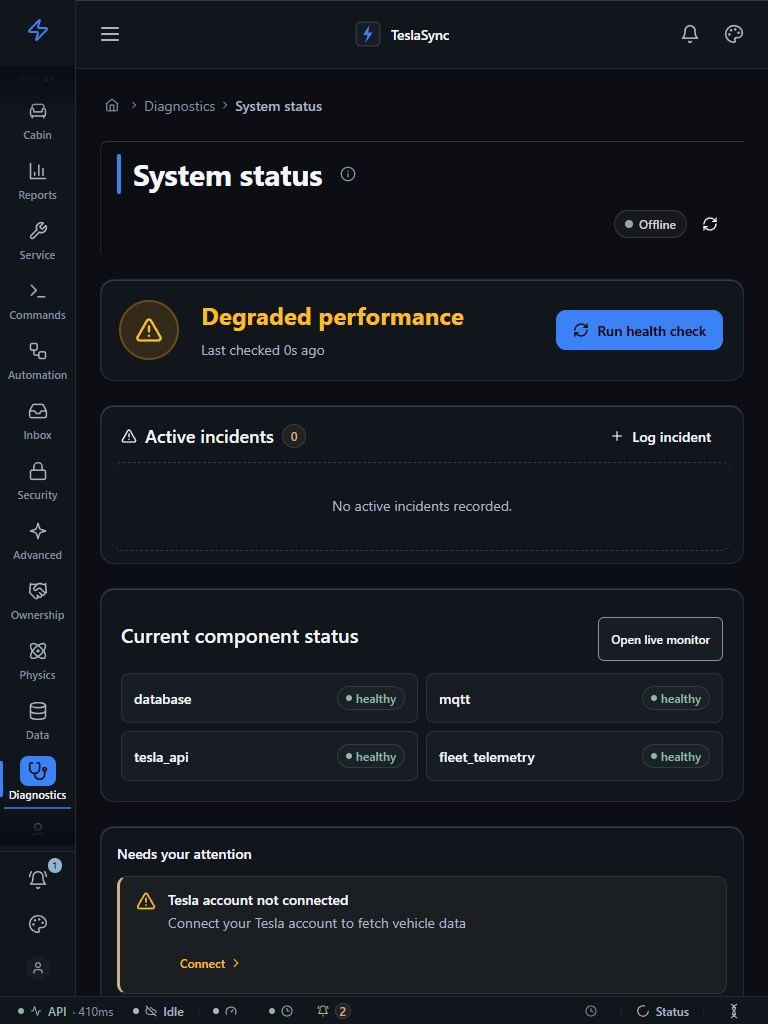 TeslaSync
Energy
Cabin
Reports
Service
Commands
Automation
Inbox
Security
Advanced
Ownership
Physics
Data
Diagnostics
1
Diagnostics > System status
System status
Offline
Degraded performance
Last checked 0s ago
Run health check
Active incidents 0
+ Log incident
No active incidents recorded.
Current component status
Open live monitor
database healthy
mqtt healthy
tesla_api healthy
fleet_telemetry healthy
Needs your attention
Tesla account not connected
Connect your Tesla account to fetch vehicle data
Connect >
API · 410ms Idle 2 Status